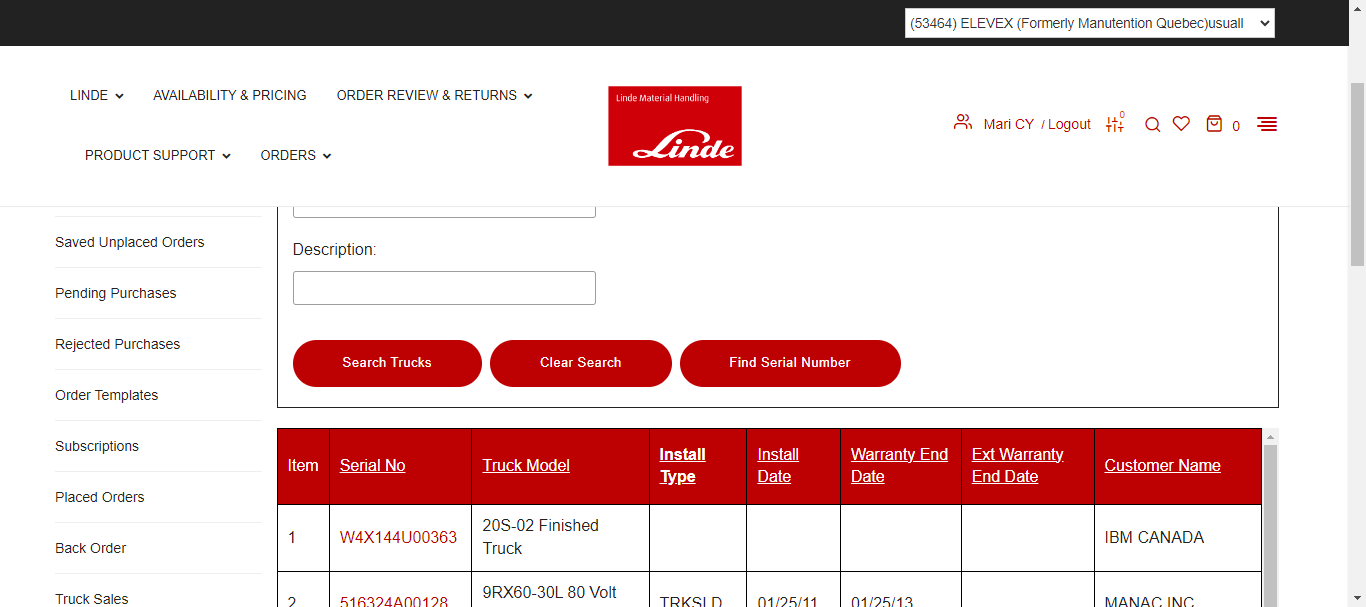 (53464) ELEVEX (Formerly Manutention Quebec)usuall
LINDE
AVAILABILITY & PRICING
ORDER REVIEW & RETURNS
PRODUCT SUPPORT
ORDERS
Linde Material Handling
Linde
Mari CY / Logout
0
0
Saved Unplaced Orders
Pending Purchases
Rejected Purchases
Order Templates
Subscriptions
Placed Orders
Back Order
Truck Sales
Description:
Search Trucks
Clear Search
Find Serial Number
Item
Serial No
Truck Model
Install
Type
Install
Date
Warranty End
Date
Ext Warranty
End Date
Customer Name
1
W4X144U00363
20S-02 Finished
Truck
IBM CANADA
2
516324A00128
9RX60-30L 80 Volt
TRKSLD
01/25/11
01/25/13
MANAC INC